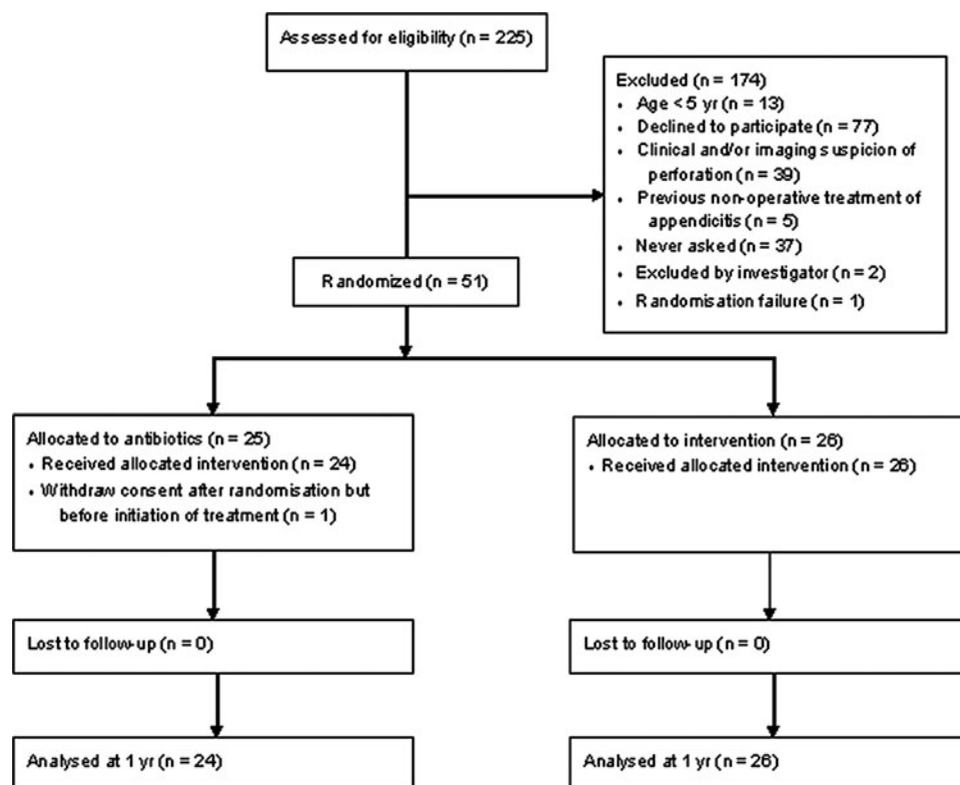 Assessed for eligibility (n = 225)
Excluded (n = 174)
• Age < 5 yr (n = 13)
• Declined to participate (n = 77)
• Clinical and/or imaging suspicion of
perforation (n = 39)
• Previous non-operative treatment of
appendicitis (n = 5)
• Never asked (n = 37)
• Excluded by investigator (n = 2)
• Randomisation failure (n = 1)
Randomized (n = 51)
Allocated to antibiotics (n = 25)
• Received allocated intervention (n = 24)
• Withdraw consent after randomisation but
before initiation of treatment (n = 1)
Allocated to intervention (n = 26)
• Received allocated intervention (n = 26)
Lost to follow-up (n = 0)
Lost to follow-up (n = 0)
Analysed at 1 yr (n = 24)
Analysed at 1 yr (n = 26)